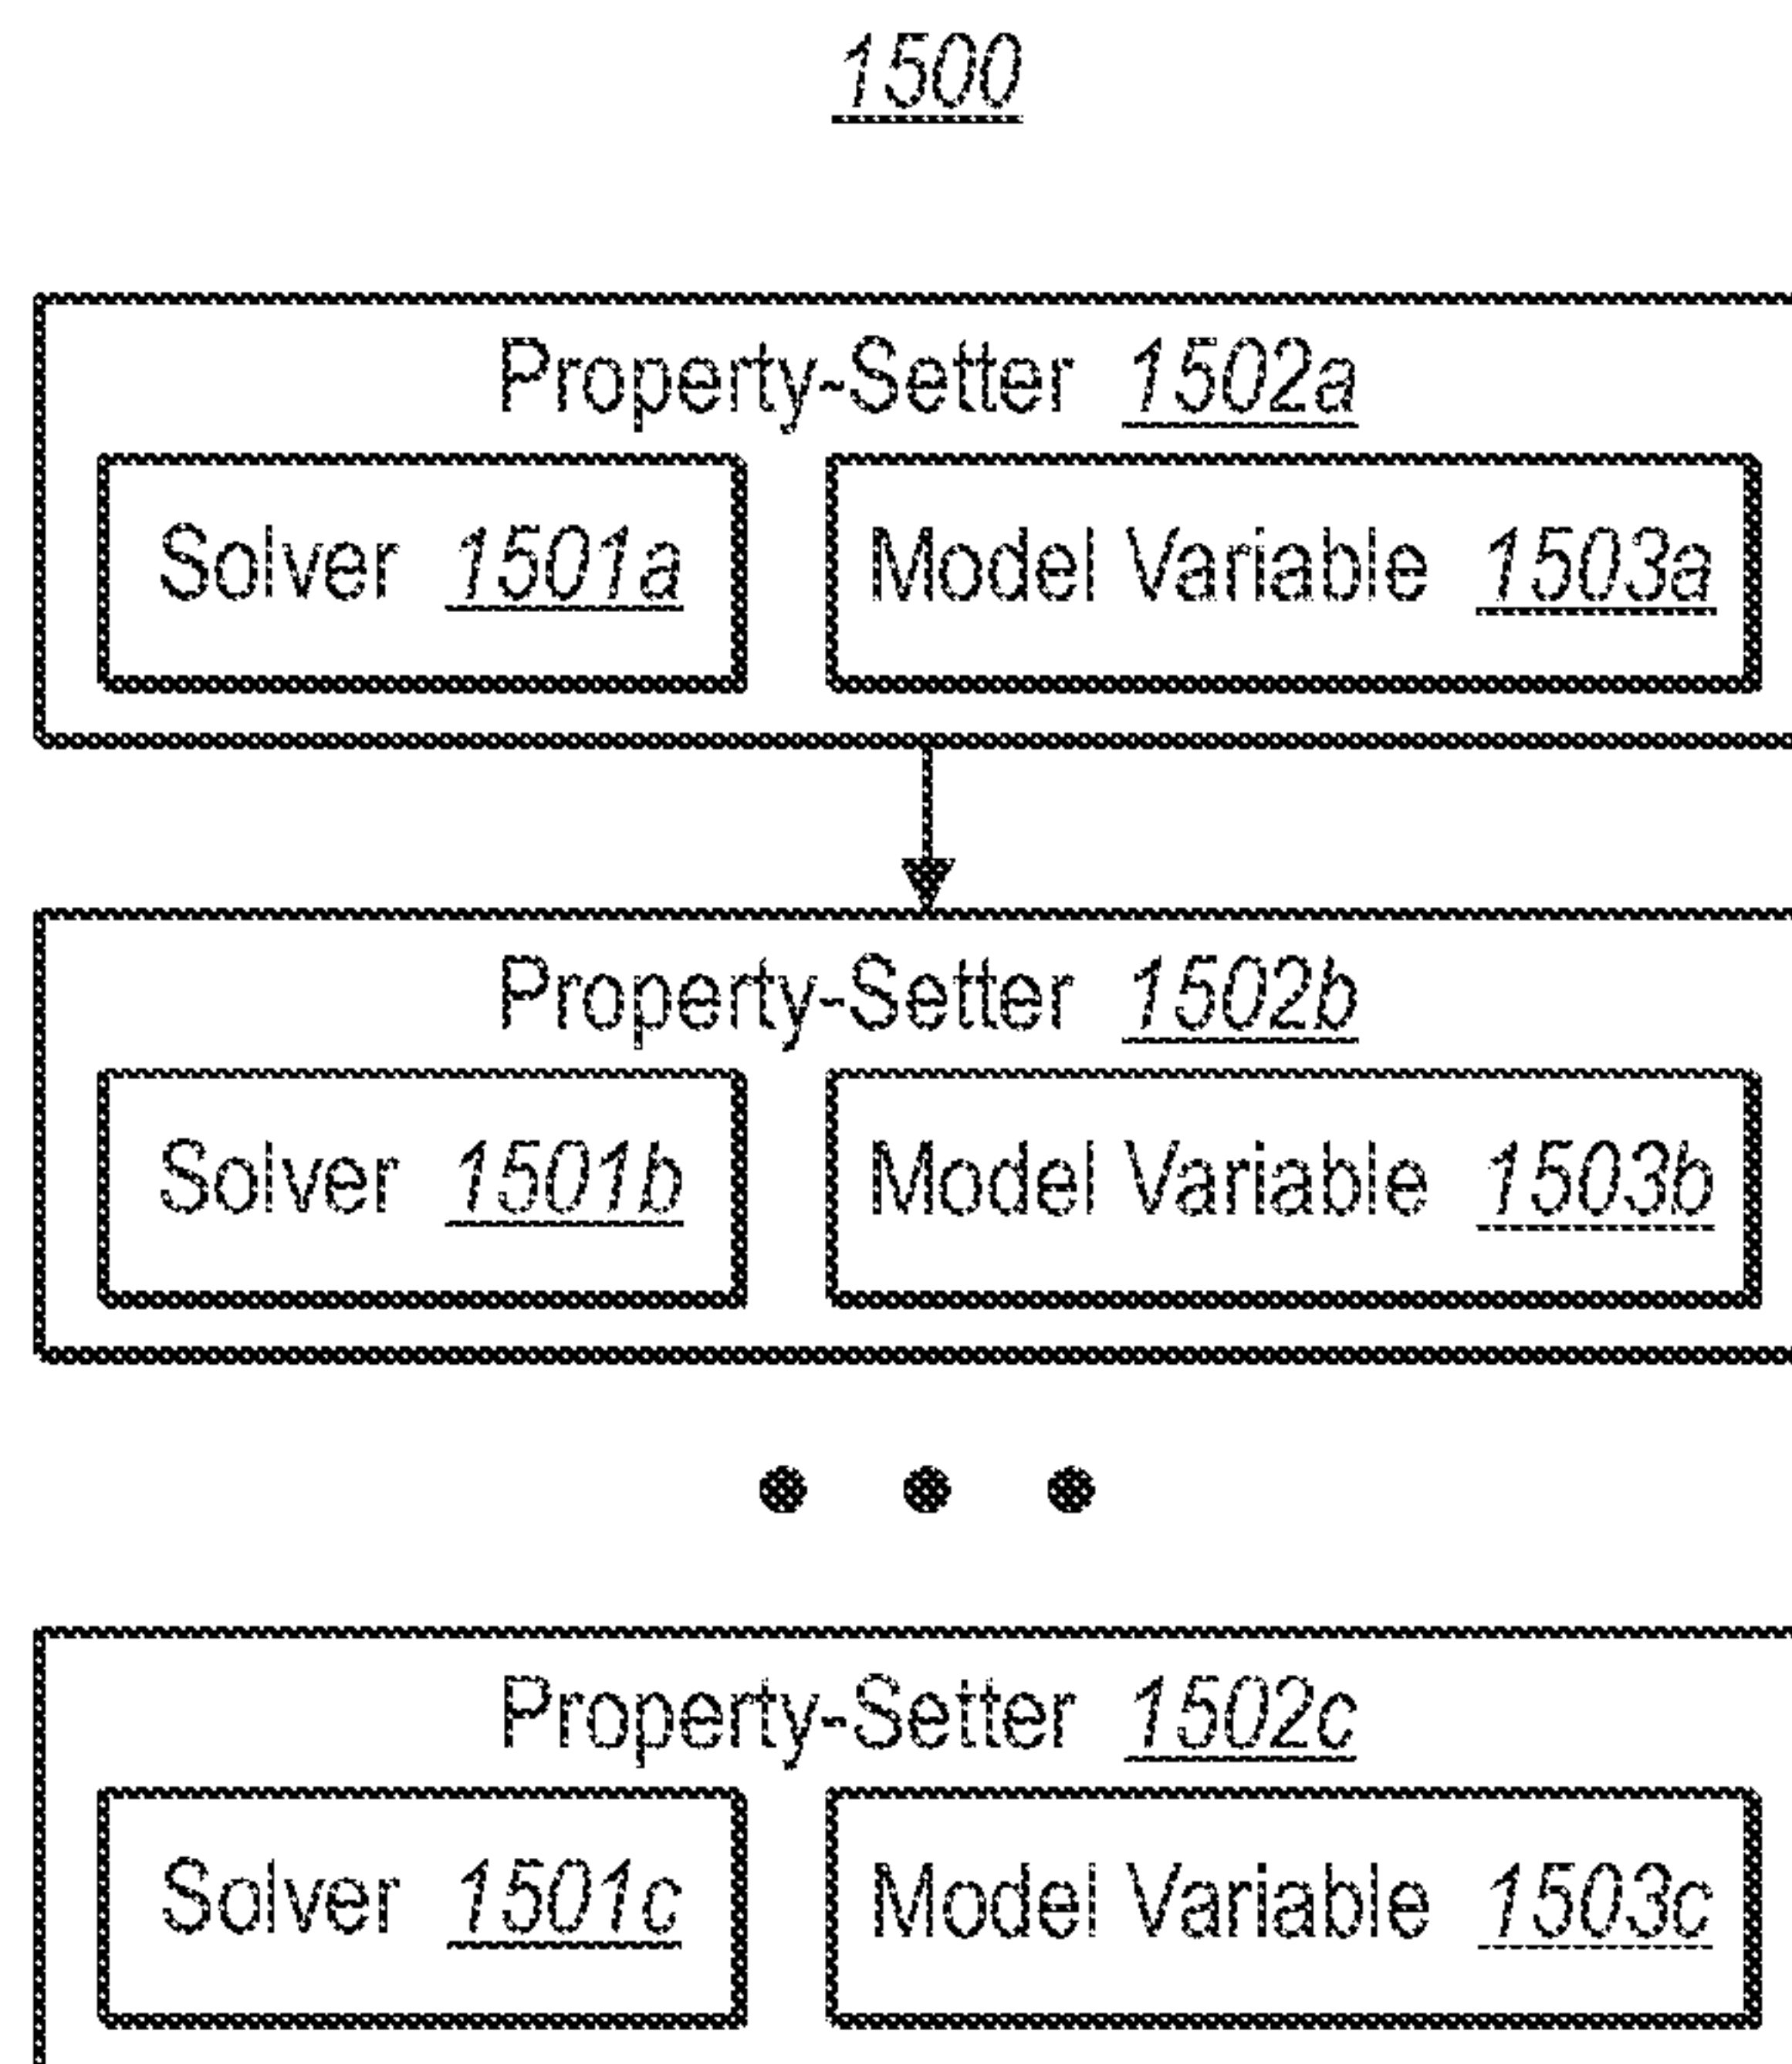 1500
Property-Setter 1502a
Solver 1501a
Model Variable 1503a
Property-Setter 1502b
Solver 1501b
Model Variable 1503b
Property-Setter 1502c
Solver 1501c
Model Variable 1503c